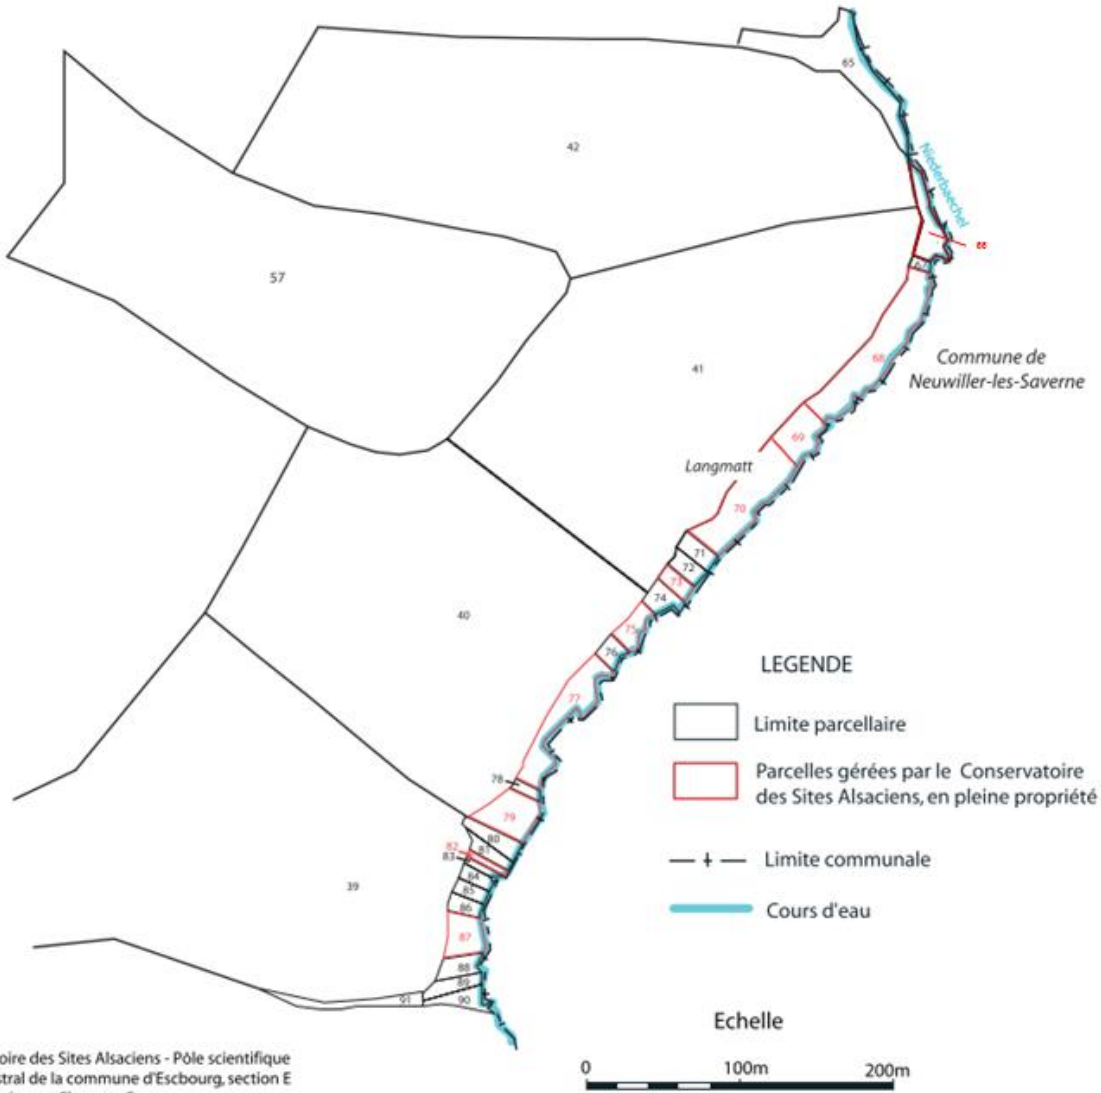 65
42
Niederbaechel
66
67
57
41
68
Commune de
Neuwiller-les-Saverne
69
Langmatt
70
71
72
73
74
40
75
76
77
78
79
80
81
82
83
84
85
86
39
87
88
89
90
91
LEGENDE
Limite parcellaire
Parcelles gérées par le Conservatoire
des Sites Alsaciens, en pleine propriété
Limite communale
Cours d'eau
Echelle
0 100m 200m
oire des Sites Alsaciens - Pôle scientifique
stral de la commune d'Escbourg, section E